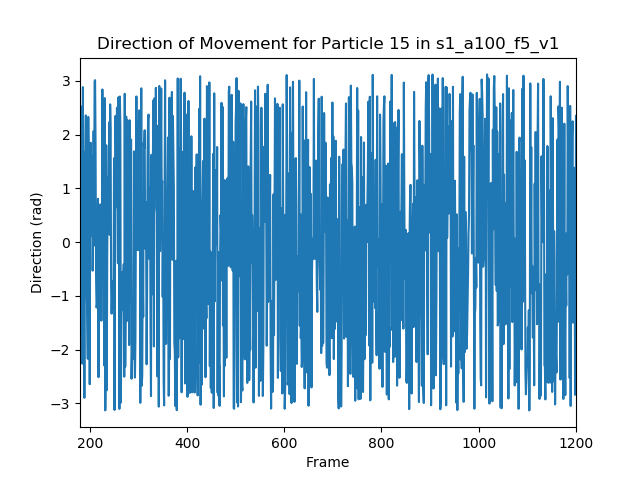 Direction of Movement for Particle 15 in s1_a100_f5_v1
3
2
1
0
−1
−2
−3
Direction (rad)
200 400 600 800 1000 1200
Frame